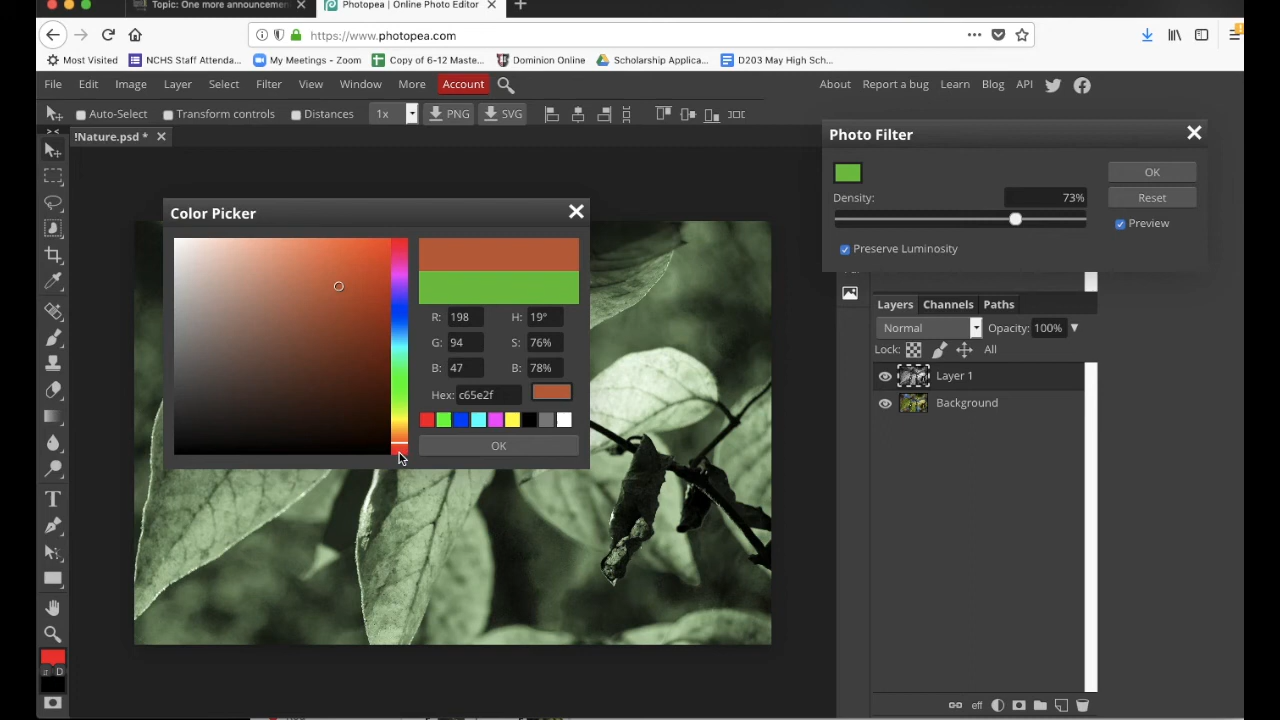 Topic: One more announcemen
Photopea | Online Photo Editor
https://www.photopea.com
Most Visited NCHS Staff Attenda... My Meetings - Zoom Copy of 6-12 Maste... Dominion Online Scholarship Applica... D203 May High Sch...
File Edit Image Layer Select Filter View Window More Account About Report a bug Learn Blog API
Auto-Select Transform controls Distances 1x PNG SVG
!Nature.psd *
Photo Filter
OK
Density: 73%
Reset
Preview
Preserve Luminosity
Color Picker
R: 198 H: 19°
G: 94 S: 76%
B: 47 B: 78%
Hex: c65e2f
OK
Layers Channels Paths
Normal Opacity: 100%
Lock: All
Layer 1
Background
T
D
eff